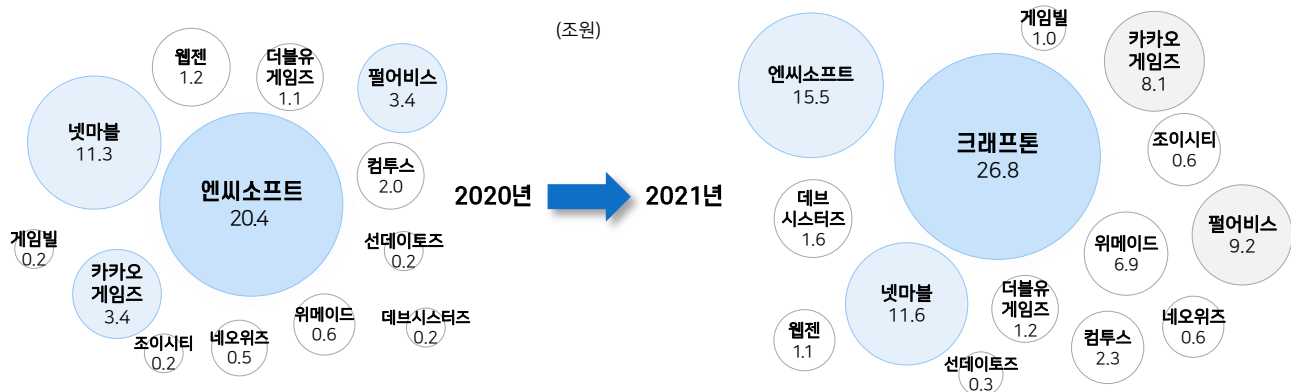 (조원)
웹젠
1.2
더블유
게임즈
1.1
펄어비스
3.4
넷마블
11.3
컴투스
2.0
엔씨소프트
20.4
게임빌
0.2
선데이토즈
0.2
카카오
게임즈
3.4
위메이드
0.6
데브시스터즈
0.2
조이시티
0.2
네오위즈
0.5
2020년
2021년
게임빌
1.0
카카오
게임즈
8.1
엔씨소프트
15.5
크래프톤
26.8
조이시티
0.6
데브
시스터즈
1.6
펄어비스
9.2
위메이드
6.9
넷마블
11.6
더블유
게임즈
1.2
웹젠
1.1
컴투스
2.3
네오위즈
0.6
선데이토즈
0.3